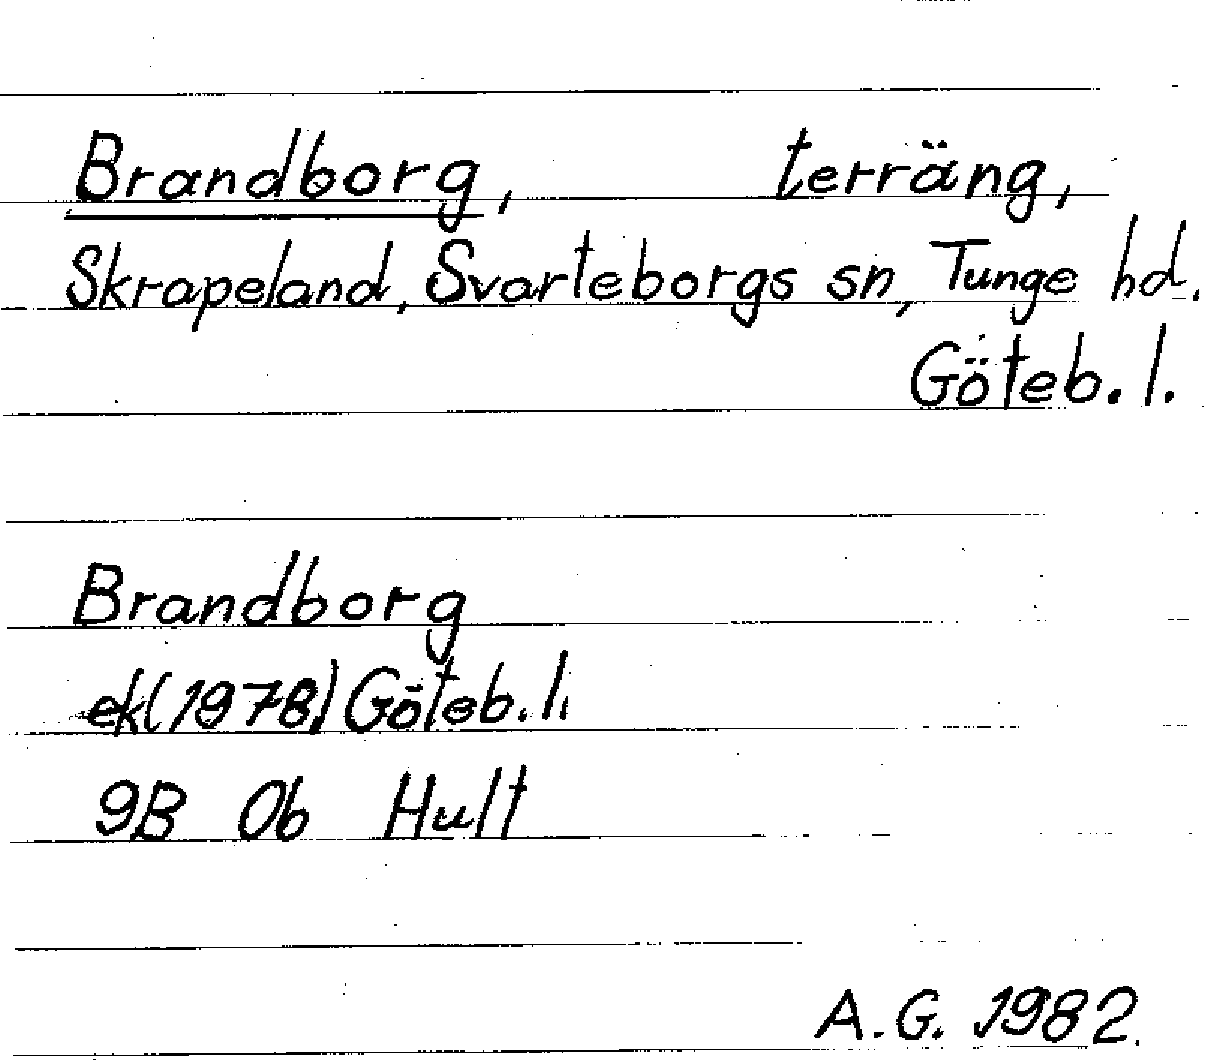 Brandborg, terräng,
Skrapeland, Svarteborgs sn, Tunge hd.
Göteb. l.
Brandborg
ek(1978) Göteb. l.
9B 0b Hult
A.G. 1982.